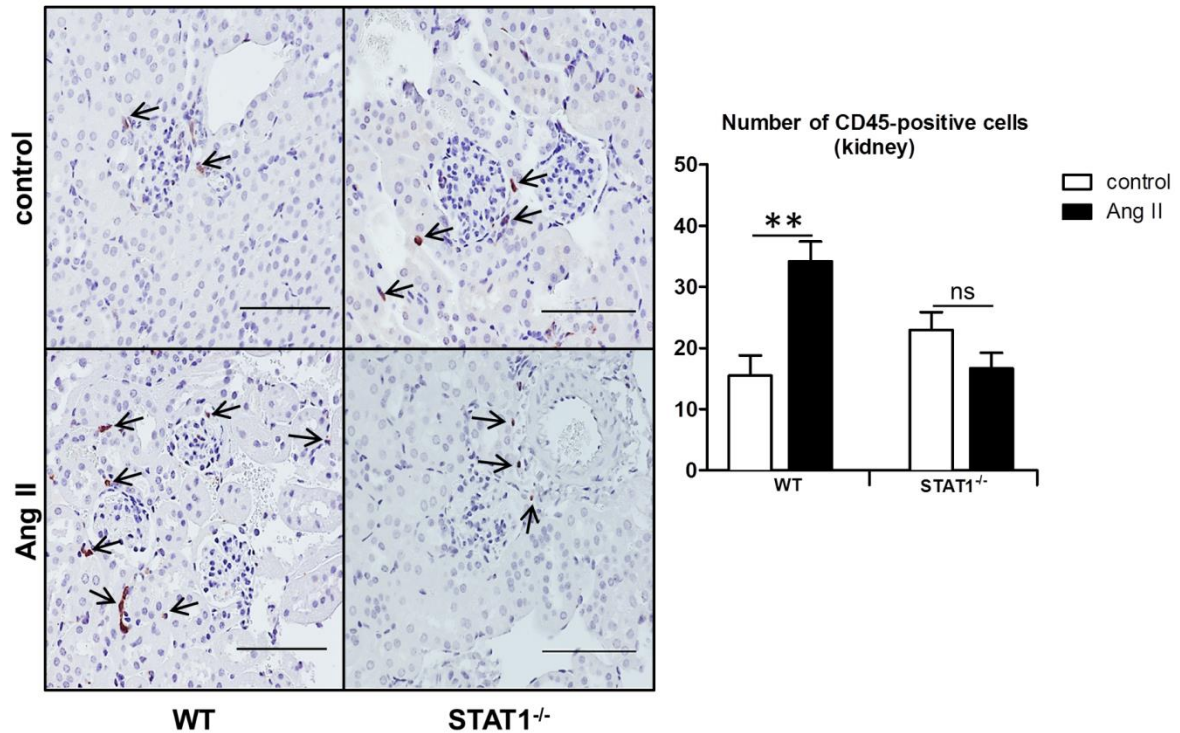 control
Ang II
WT
STAT1-/-
Number of CD45-positive cells
(kidney)
50
40
30
20
10
0
**
ns
WT
STAT1-/-
control
Ang II